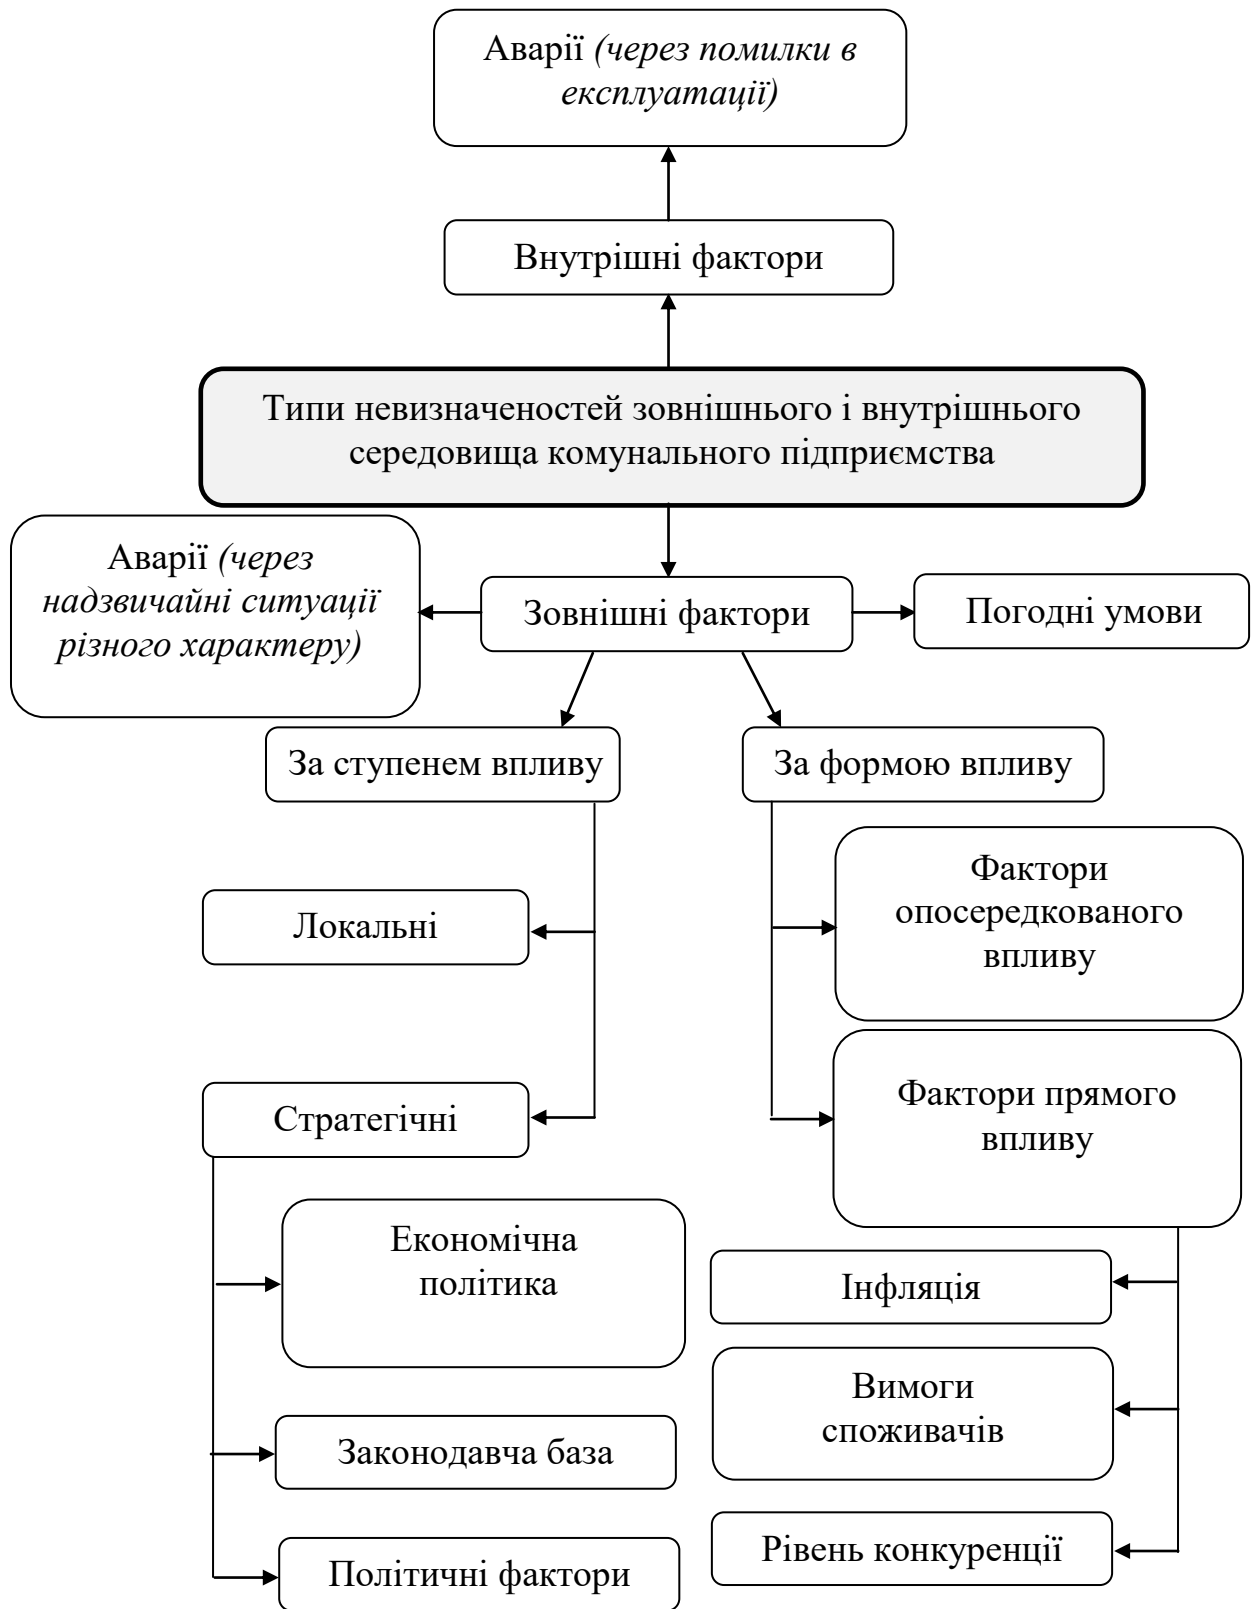 Аварії (через помилки в
експлуатації)
Внутрішні фактори
Типи невизначеностей зовнішнього і внутрішнього
середовища комунального підприємства
Аварії (через
надзвичайні ситуації
різного характеру)
Зовнішні фактори
Погодні умови
За ступенем впливу
За формою впливу
Фактори
опосередкованого
впливу
Локальні
Фактори прямого
впливу
Стратегічні
Економічна
політика
Інфляція
Вимоги
споживачів
Законодавча база
Рівень конкуренції
Політичні фактори